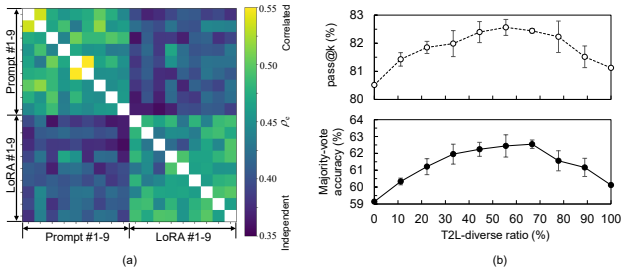 Prompt #1-9
LoRA #1-9
Prompt #1-9
LoRA #1-9
0.55
0.50
0.45
0.40
0.35
Correlated
ρc
Independent
(a)
pass@k (%)
83
82
81
80
Majority-vote
accuracy (%)
64
63
62
61
60
59
0 10 20 30 40 50 60 70 80 90 100
T2L-diverse ratio (%)
(b)